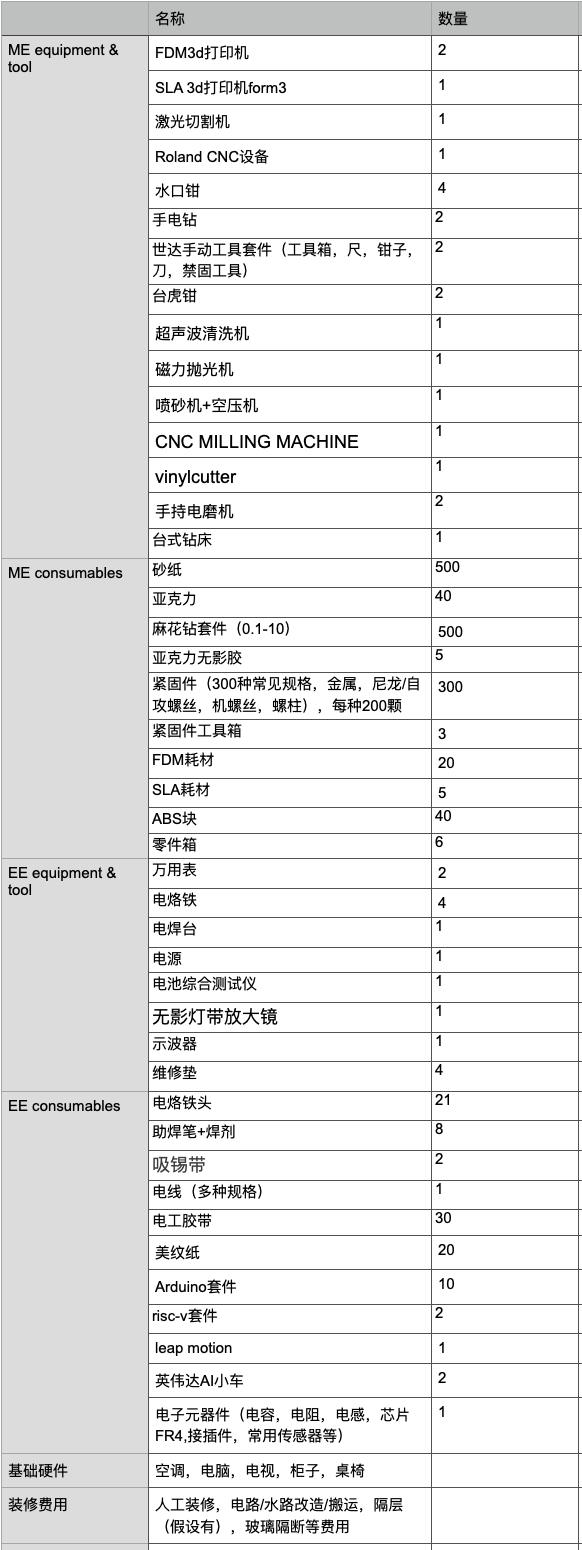 名称 数量
ME equipment &
tool
FDM3d打印机 2
SLA 3d打印机form3 1
激光切割机 1
Roland CNC设备 1
水口钳 4
手电钻 2
世达手动工具套件（工具箱，尺，钳子， 2
刀，禁固工具）
台虎钳 2
超声波清洗机 1
磁力抛光机 1
喷砂机+空压机 1
CNC MILLING MACHINE 1
vinylcutter 1
手持电磨机 2
台式钻床 1
ME consumables 砂纸 500
亚克力 40
麻花钻套件（0.1-10） 500
亚克力无影胶 5
紧固件（300种常见规格，金属，尼龙/自 300
攻螺丝，机螺丝，螺柱），每种200颗
紧固件工具箱 3
FDM耗材 20
SLA耗材 5
ABS块 40
零件箱 6
EE equipment &
tool
万用表 2
电烙铁 4
电焊台 1
电源 1
电池综合测试仪 1
无影灯带放大镜 1
示波器 1
维修垫 4
EE consumables 电烙铁头 21
助焊笔+焊剂 8
吸锡带 2
电线（多种规格） 1
电工胶带 30
美纹纸 20
Arduino套件 10
risc-v套件 2
leap motion 1
英伟达AI小车 2
电子元器件（电容，电阻，电感，芯片 1
FR4,接插件，常用传感器等）
基础硬件 空调，电脑，电视，柜子，桌椅
装修费用 人工装修，电路/水路改造/搬运，隔层
（假设有），玻璃隔断等费用